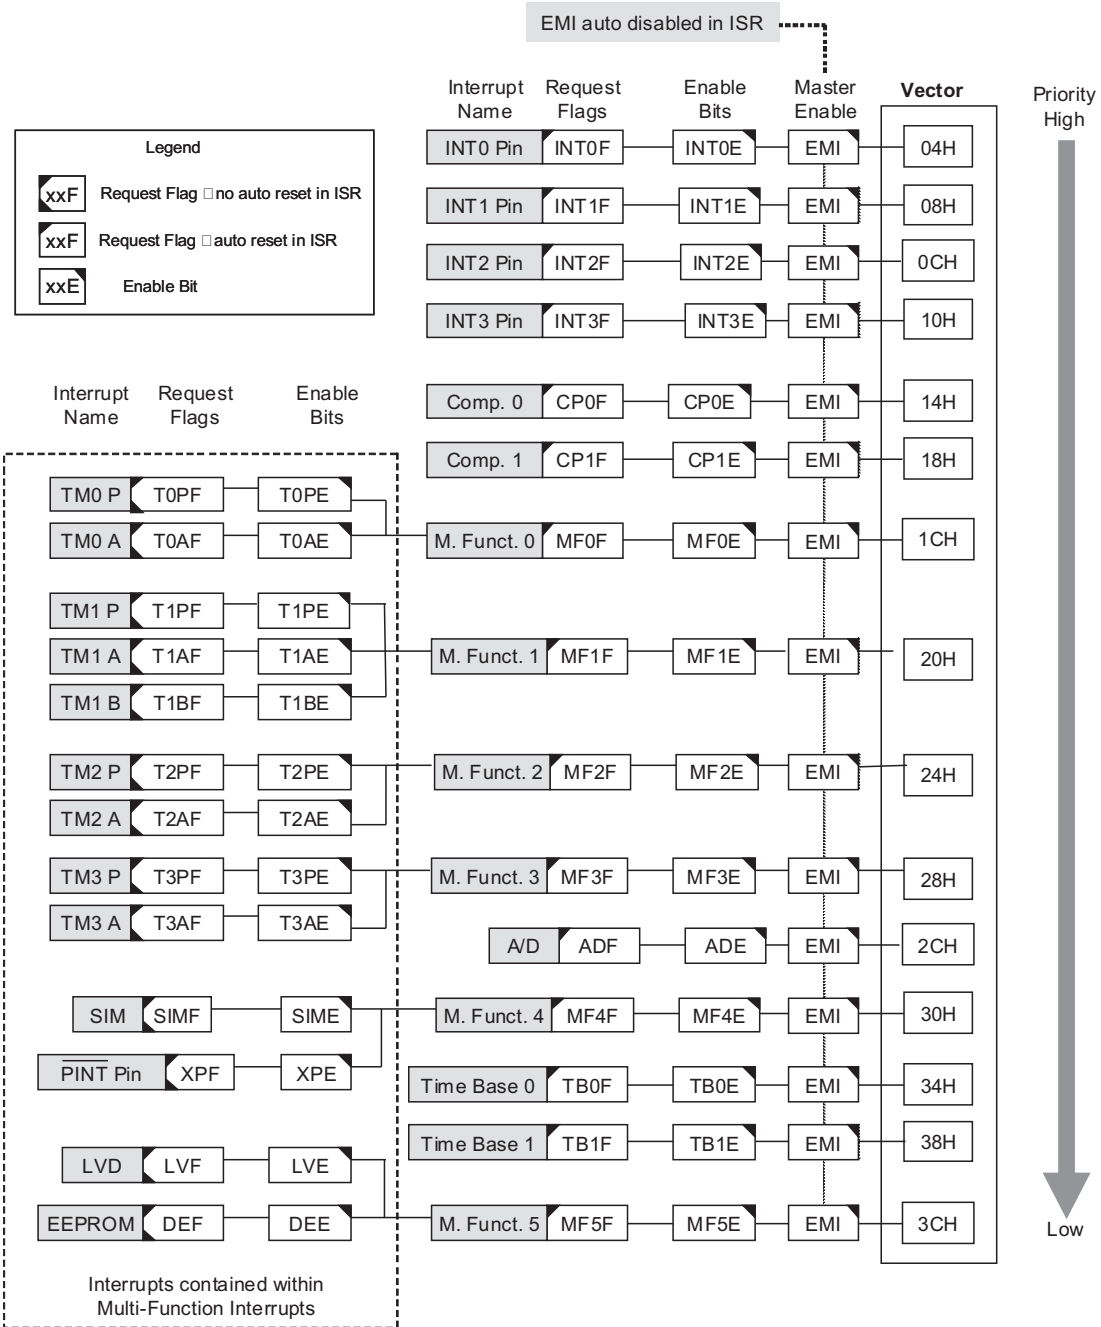 EMI auto disabled in ISR
Interrupt Name Request Flags Enable Bits Master Enable Vector Priority High
Legend
xxF Request Flag □ no auto reset in ISR
xxF Request Flag □ auto reset in ISR
xxE Enable Bit
INT0 Pin INT0F INT0E EMI 04H
INT1 Pin INT1F INT1E EMI 08H
INT2 Pin INT2F INT2E EMI 0CH
INT3 Pin INT3F INT3E EMI 10H
Interrupt Name Request Flags Enable Bits
Comp. 0 CP0F CP0E EMI 14H
Comp. 1 CP1F CP1E EMI 18H
TM0 P T0PF T0PE
TM0 A T0AF T0AE M. Funct. 0 MF0F MF0E EMI 1CH
TM1 P T1PF T1PE
TM1 A T1AF T1AE M. Funct. 1 MF1F MF1E EMI 20H
TM1 B T1BF T1BE
TM2 P T2PF T2PE M. Funct. 2 MF2F MF2E EMI 24H
TM2 A T2AF T2AE
TM3 P T3PF T3PE M. Funct. 3 MF3F MF3E EMI 28H
TM3 A T3AF T3AE
A/D ADF ADE EMI 2CH
SIM SIMF SIME M. Funct. 4 MF4F MF4E EMI 30H
PINT Pin XPF XPE
Time Base 0 TB0F TB0E EMI 34H
Time Base 1 TB1F TB1E EMI 38H
LVD LVF LVE
EEPROM DEF DEE M. Funct. 5 MF5F MF5E EMI 3CH
Low
Interrupts contained within
Multi-Function Interrupts